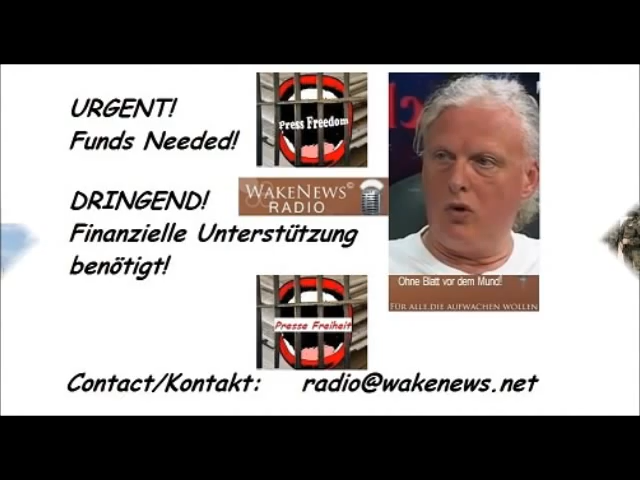 URGENT!
Funds Needed!
Press Freedom
WAKENEWS©
RADIO
DRINGEND!
Finanzielle Unterstützung
benötigt!
Ohne Blatt vor dem Mund!
FÜR ALLE,DIE AUFWACHEN WOLLEN
Presse Freiheit
Contact/Kontakt: radio@wakenews.net